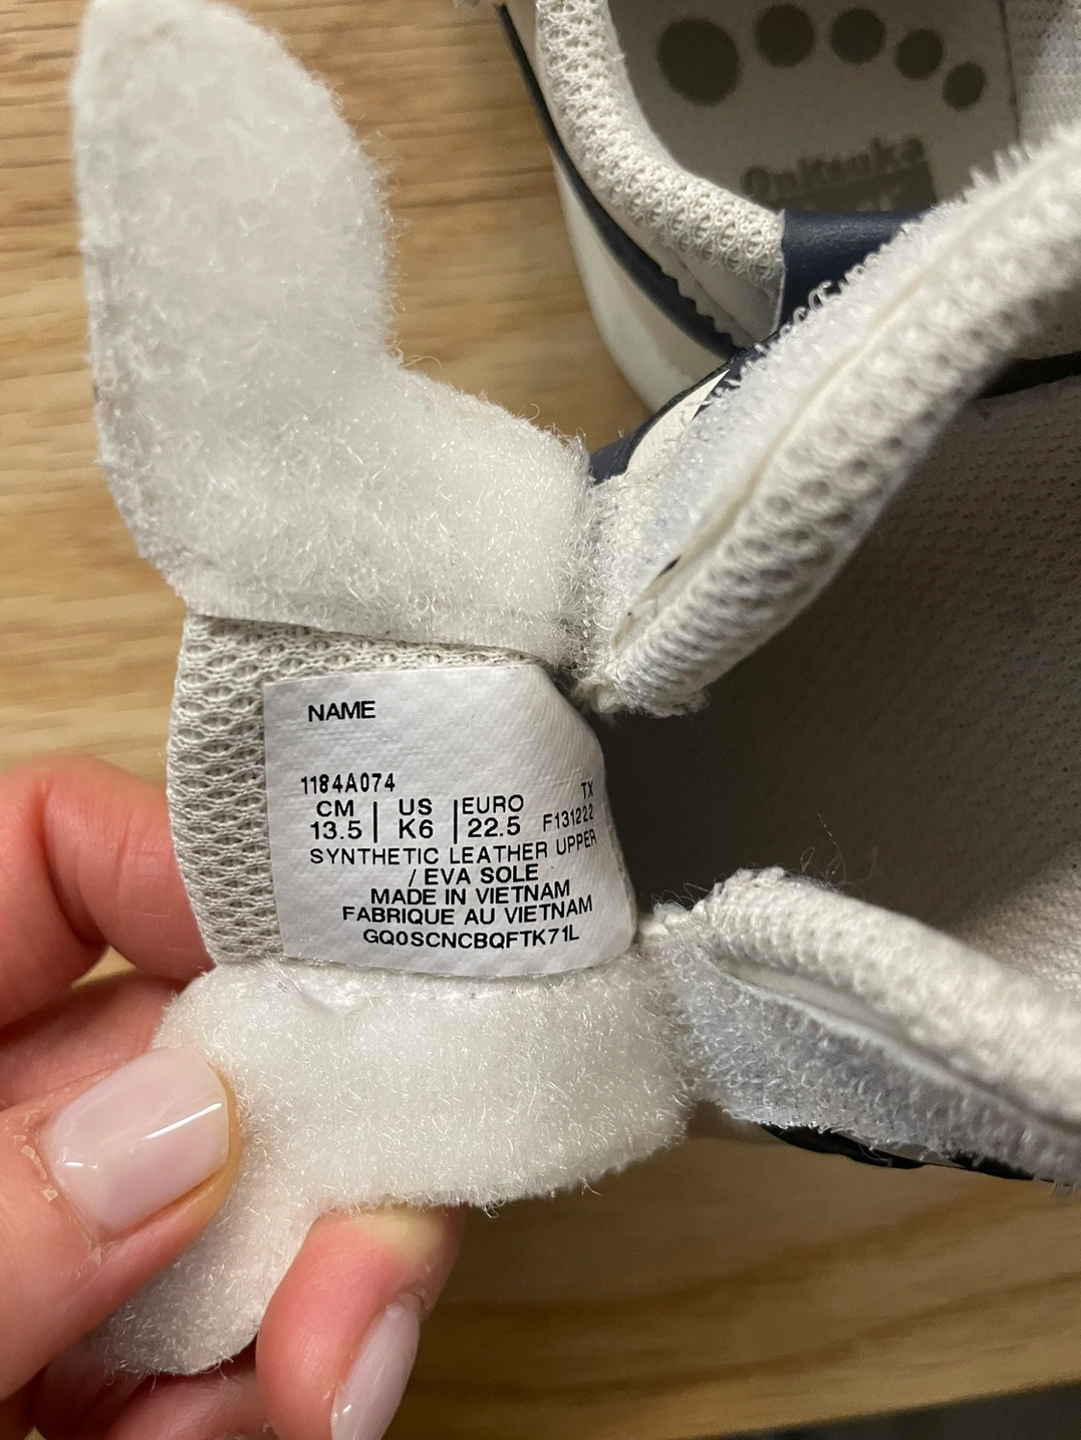 Onitsuka
NAME
1184A074
TX
CM | US | EURO
13.5 | K6 | 22.5 F131222
SYNTHETIC LEATHER UPPER
/ EVA SOLE
MADE IN VIETNAM
FABRIQUE AU VIETNAM
GQ0SCNCBQFTK71L